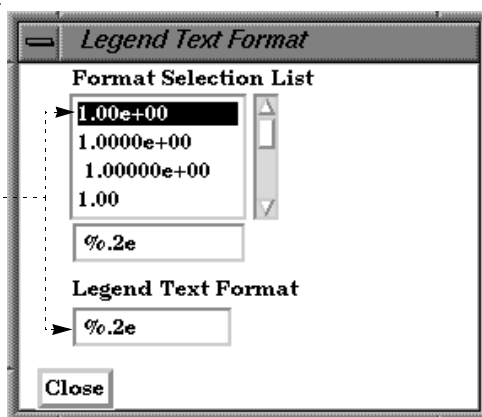 Legend Text Format
Format Selection List
1.00e+00
1.0000e+00
1.00000e+00
1.00
%.2e
Legend Text Format
%.2e
Close